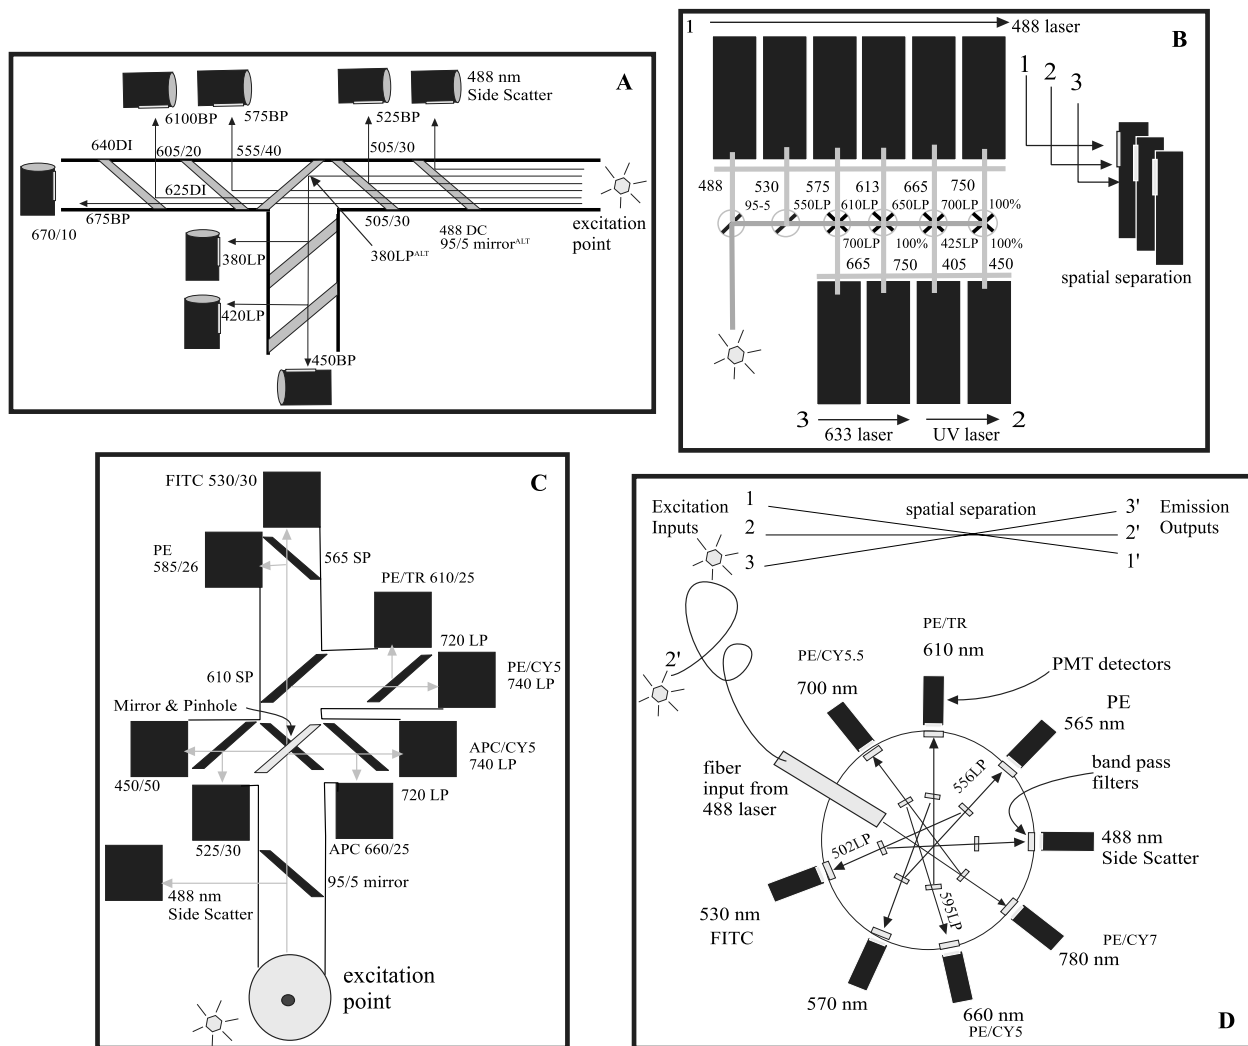 A
488 nm
Side Scatter
6100BP
575BP
525BP
640DI
605/20
555/40
505/30
625DI
675BP
670/10
505/30
488 DC
95/5 mirrorALT
excitation
point
380LP
380LPALT
420LP
450BP
B
1
488 laser
1
2
3
488
530
575
613
665
750
95-5
550LP
610LP
650LP
700LP
100%
700LP
100%
425LP
100%
665
750
405
450
spatial separation
3
633 laser
UV laser
2
C
FITC 530/30
PE
585/26
565 SP
PE/TR 610/25
720 LP
610 SP
PE/CY5
740 LP
Mirror & Pinhole
APC/CY5
740 LP
450/50
720 LP
525/30
APC 660/25
95/5 mirror
488 nm
Side Scatter
excitation
point
Excitation
Inputs
1
2
3
spatial separation
3'
2'
1'
Emission
Outputs
2'
PE/TR
610 nm
PE/CY5.5
700 nm
PMT detectors
PE
565 nm
fiber
input from
488 laser
band pass
filters
556LP
502LP
595LP
488 nm
Side Scatter
530 nm
FITC
570 nm
660 nm
PE/CY5
780 nm
PE/CY7
D